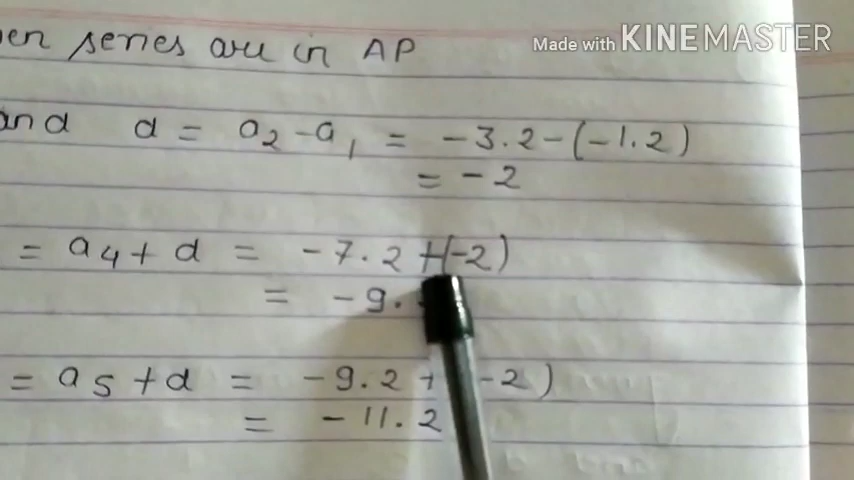 series are in AP
Made with KINEMASTER
and d = a2 - a1 = -3.2 - (-1.2)
= -2
= a4 + d = -7.2 + (-2)
= -9.
= a5 + d = -9.2 + -2)
= -11.2